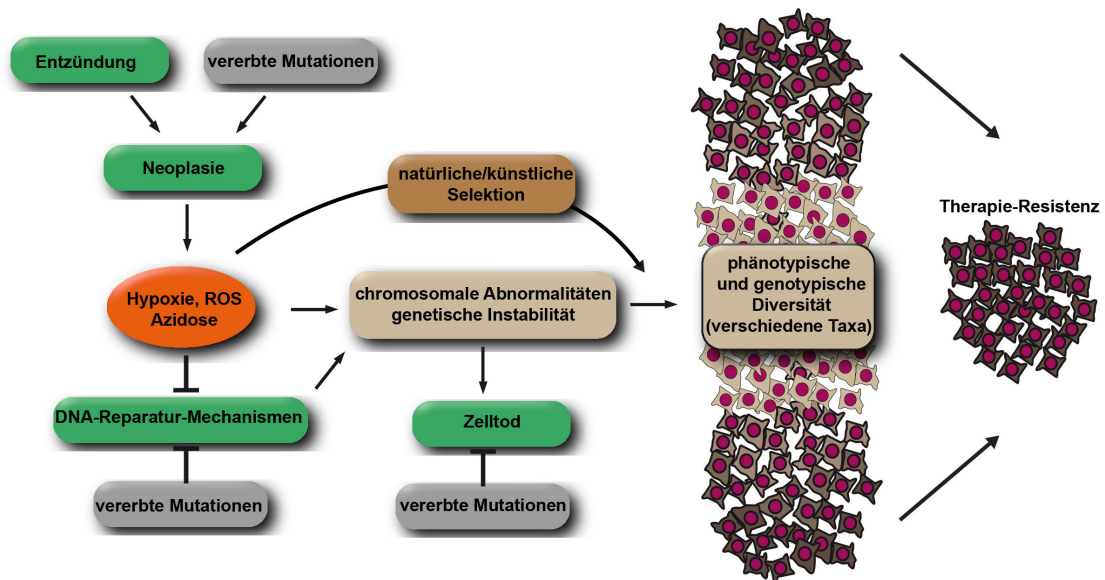 Entzündung
vererbte Mutationen
Neoplasie
natürliche/künstliche
Selektion
Hypoxie, ROS
Azidose
chromosomale Abnormalitäten
genetische Instabilität
phänotypische
und genotypische
Diversität
(verschiedene Taxa)
Therapie-Resistenz
DNA-Reparatur-Mechanismen
Zelltod
vererbte Mutationen
vererbte Mutationen